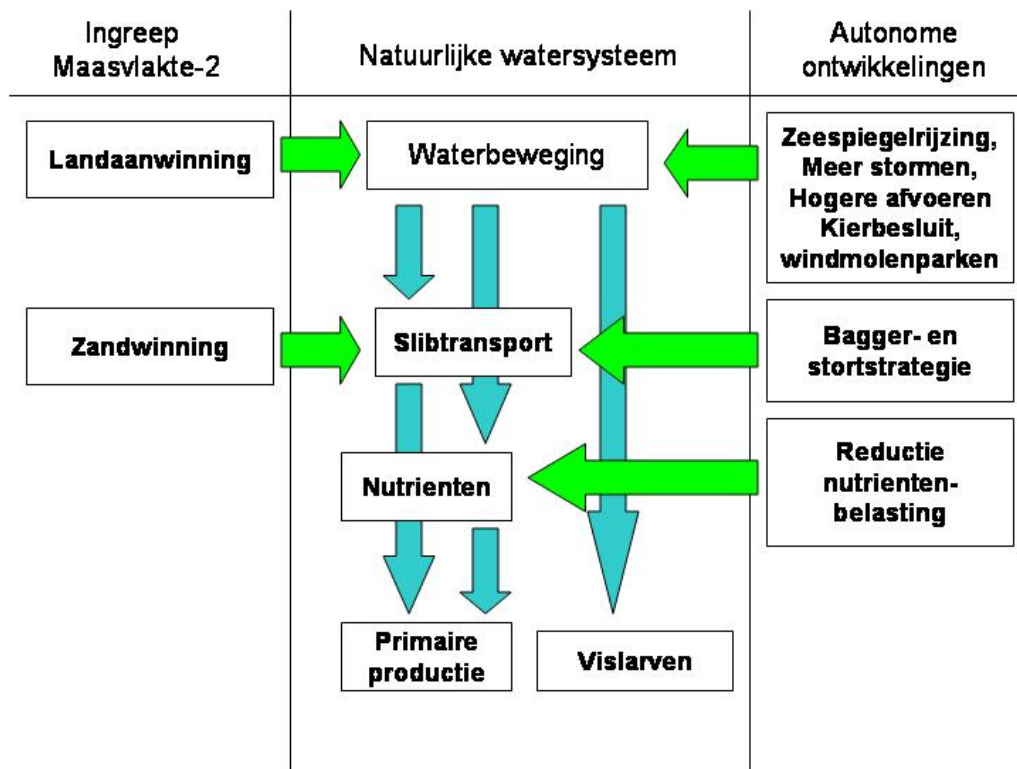 Ingreep
Maasvlakte-2
Natuurlijke watersysteem
Autonome
ontwikkelingen
Landaanwinning
Waterbeweging
Zeespiegelrijzing,
Meer stormen,
Hogere afvoeren
Kierbesluit,
windmolenparken
Zandwinning
Slibtransport
Bagger- en
stortstrategie
Nutrienten
Reductie
nutrienten-
belasting
Primaire
productie
Vislarven